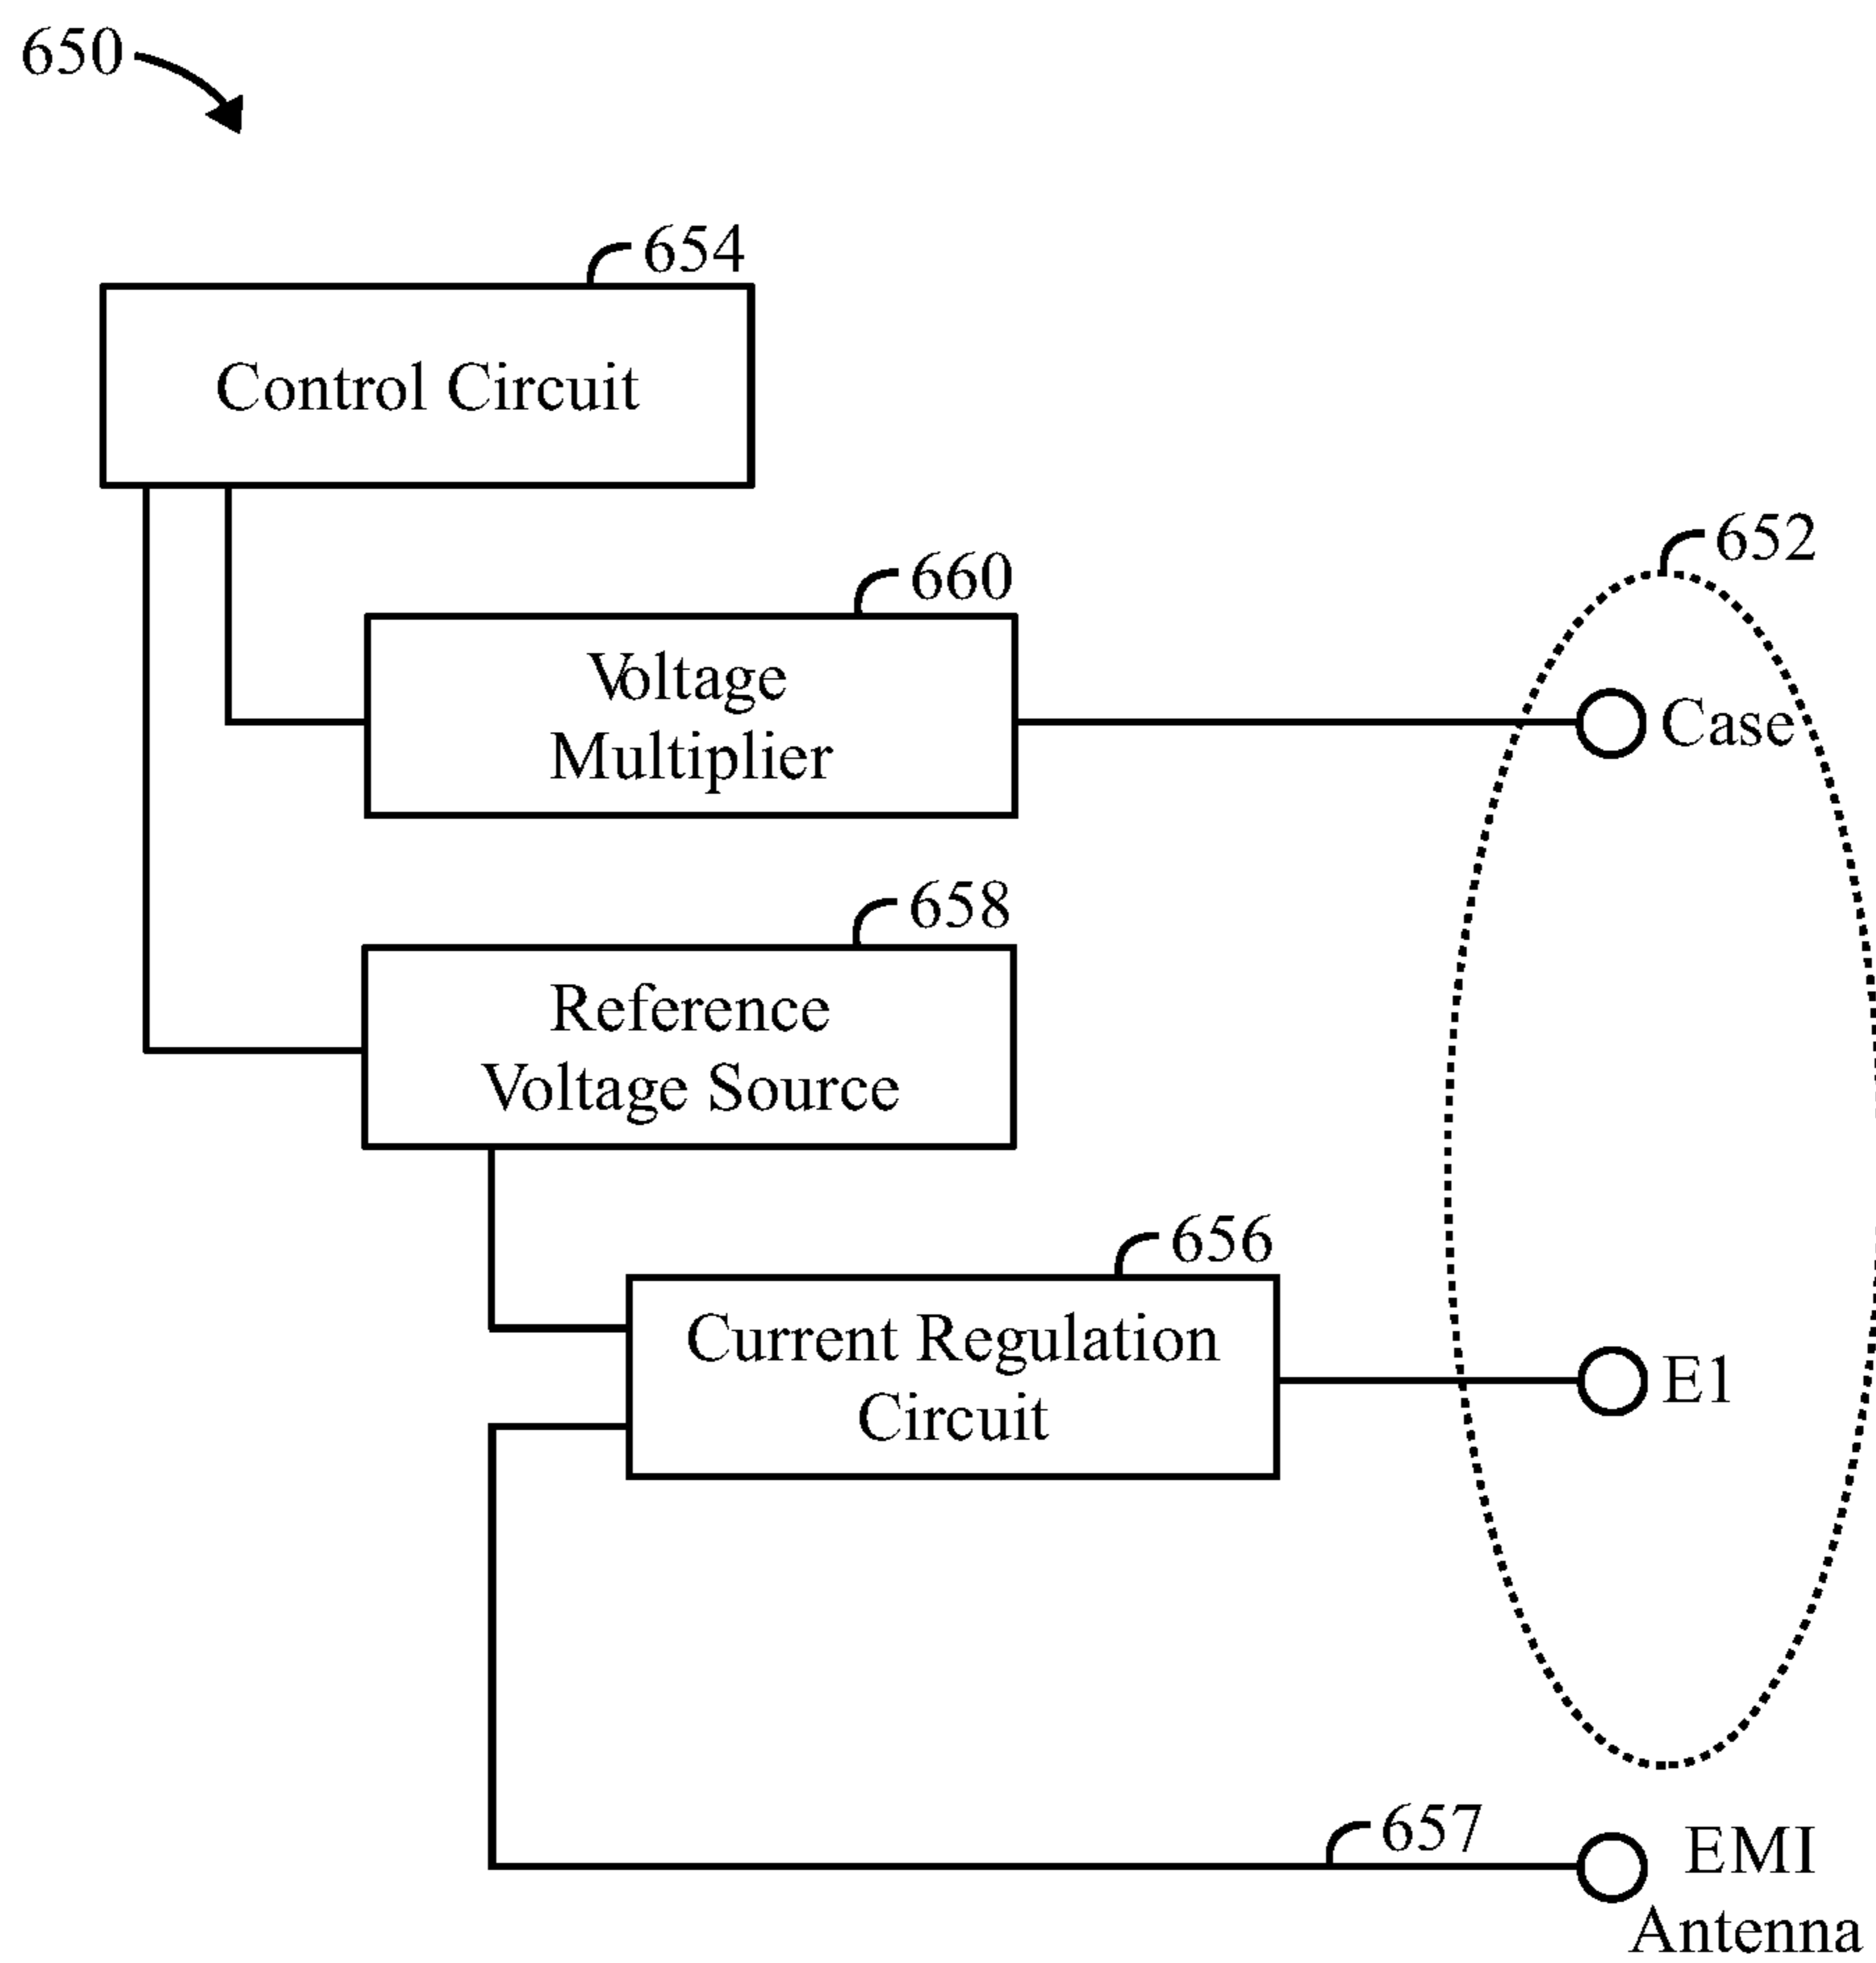 650
654
Control Circuit
652
660
Voltage
Multiplier
Case
658
Reference
Voltage Source
656
Current Regulation
Circuit
E1
657
EMI
Antenna